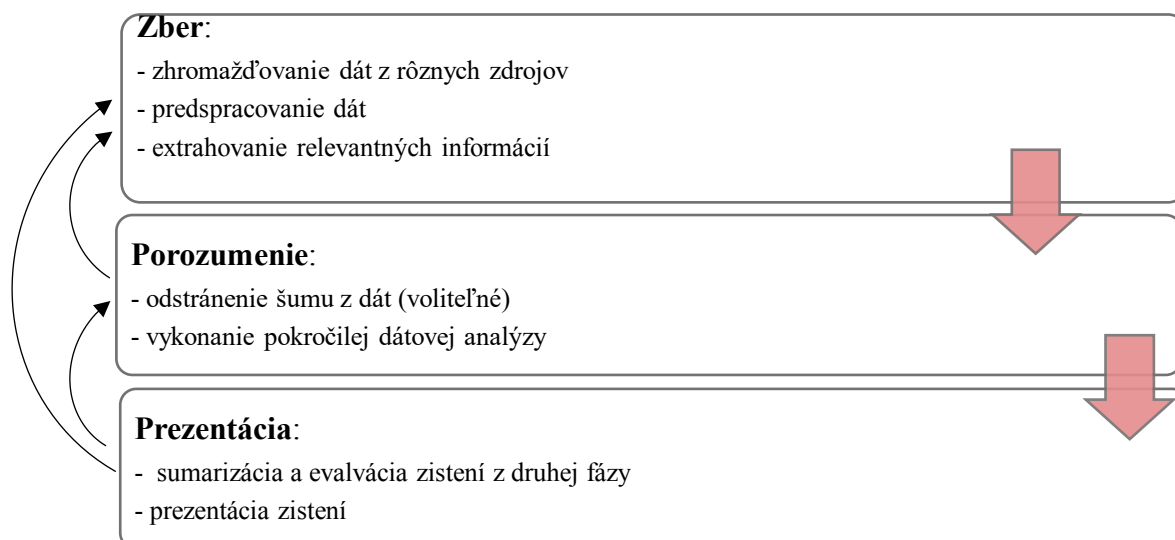 Zber:
- zhromažďovanie dát z rôznych zdrojov
- predspracovanie dát
- extrahovanie relevantných informácií
Porozumenie:
- odstránenie šumu z dát (voliteľné)
- vykonanie pokročilej dátovej analýzy
Prezentácia:
- sumarizácia a evalvácia zistení z druhej fázy
- prezentácia zistení